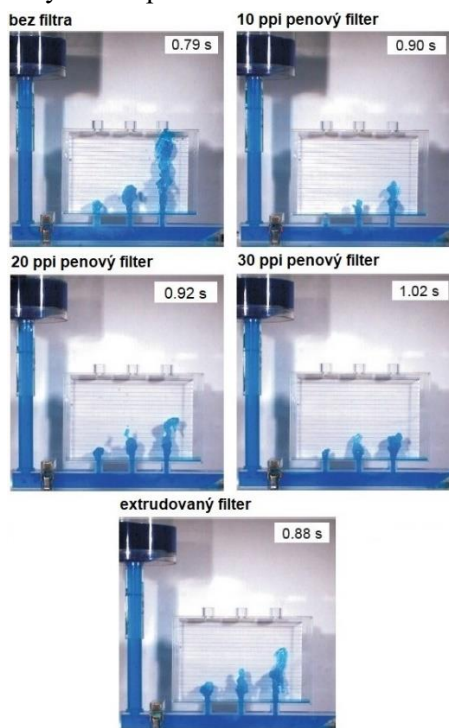 bez filtra
10 ppi penový filter
0.79 s
0.90 s
20 ppi penový filter
30 ppi penový filter
0.92 s
1.02 s
extrudovaný filter
0.88 s